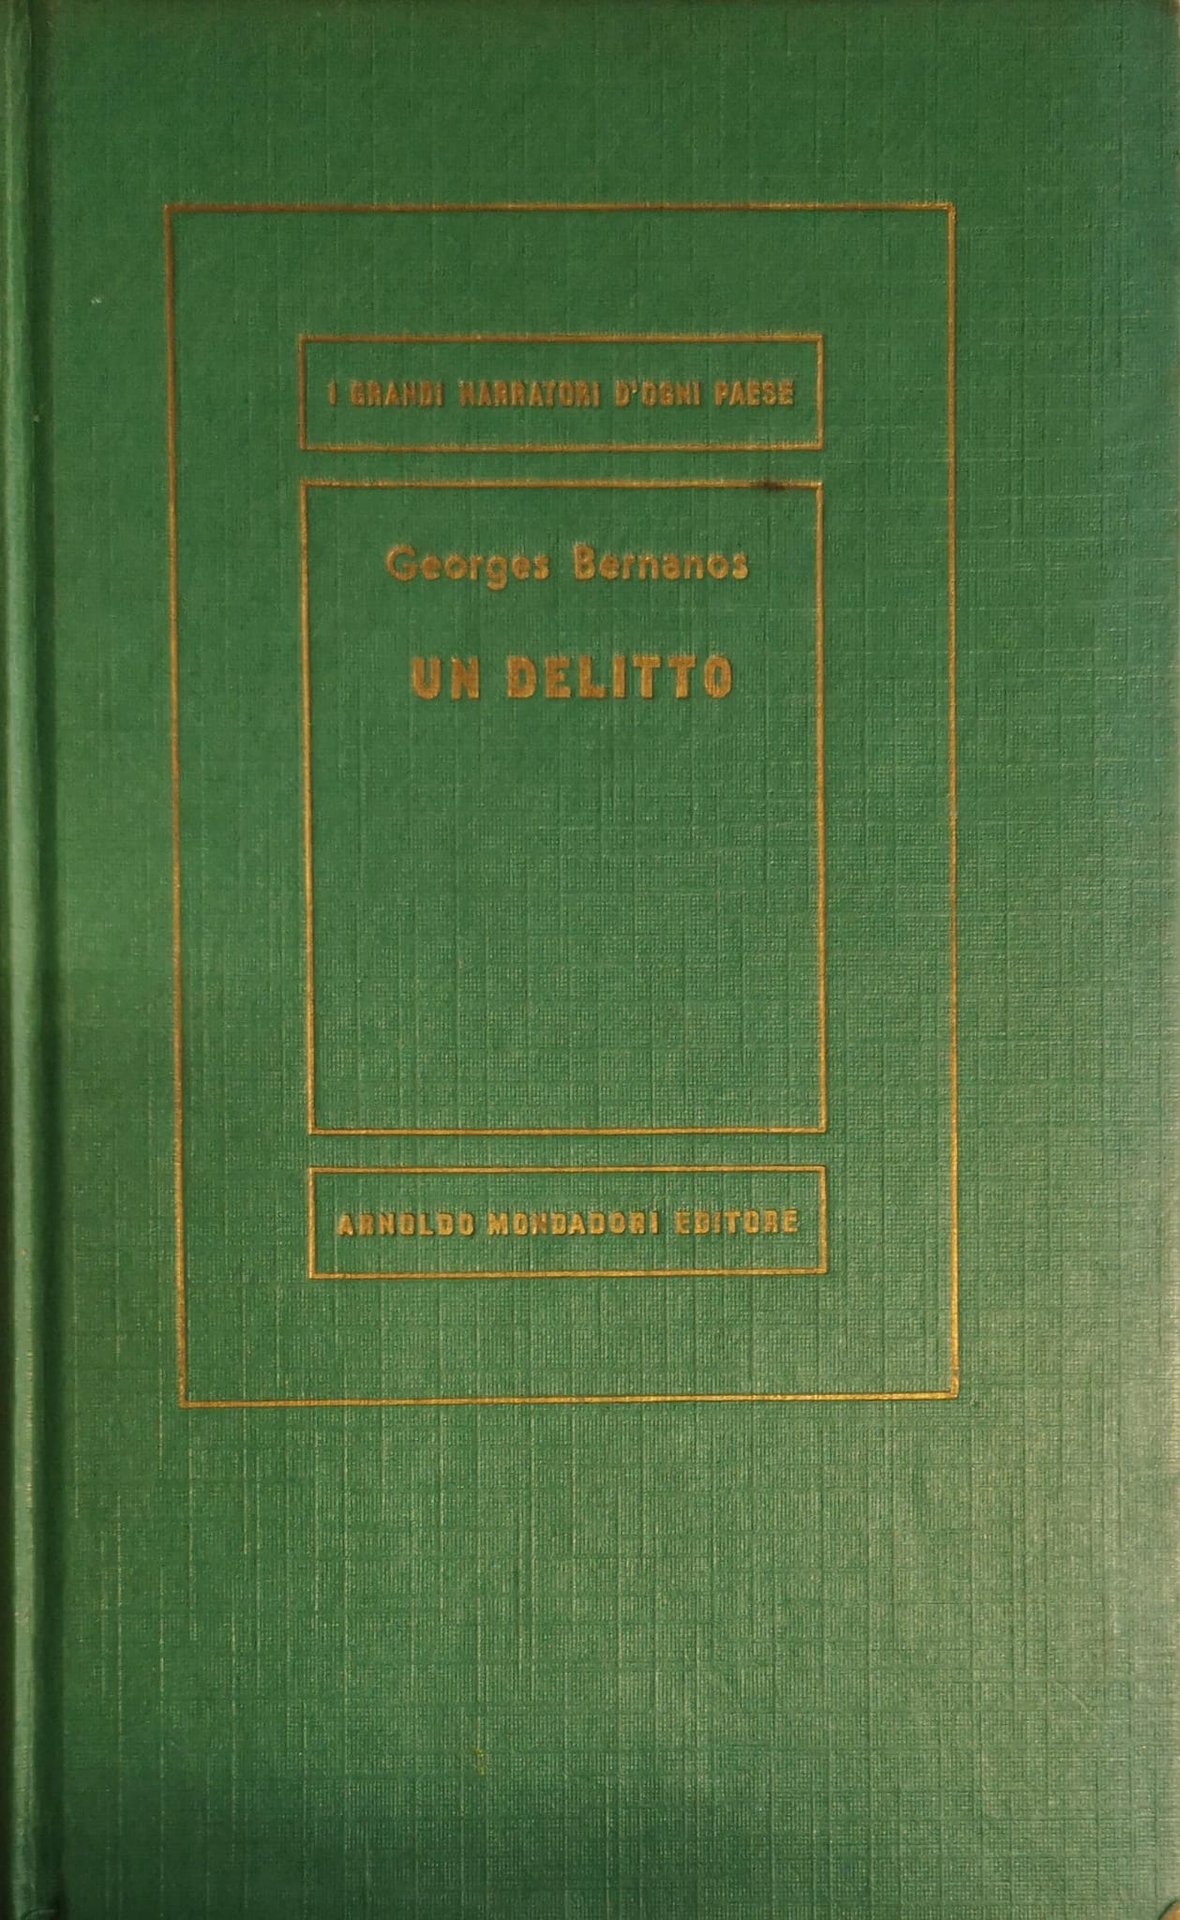 I GRANDI NARRATORI D'OGNI PAESE
Georges Bernanos
UN DELITTO
ARNOLDO MONDADORI EDITORE